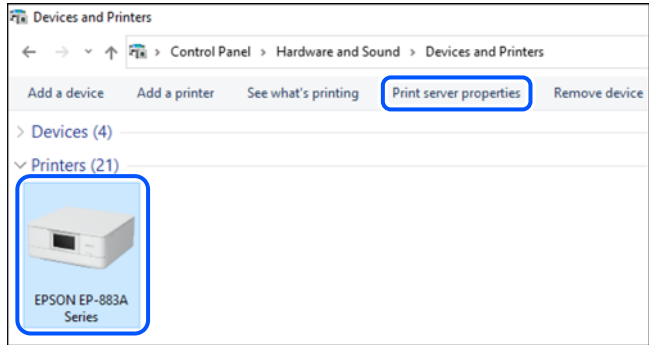 Devices and Printers
Control Panel > Hardware and Sound > Devices and Printers
Add a device Add a printer See what's printing Print server properties Remove device
Devices (4)
Printers (21)
EPSON EP-883A
Series